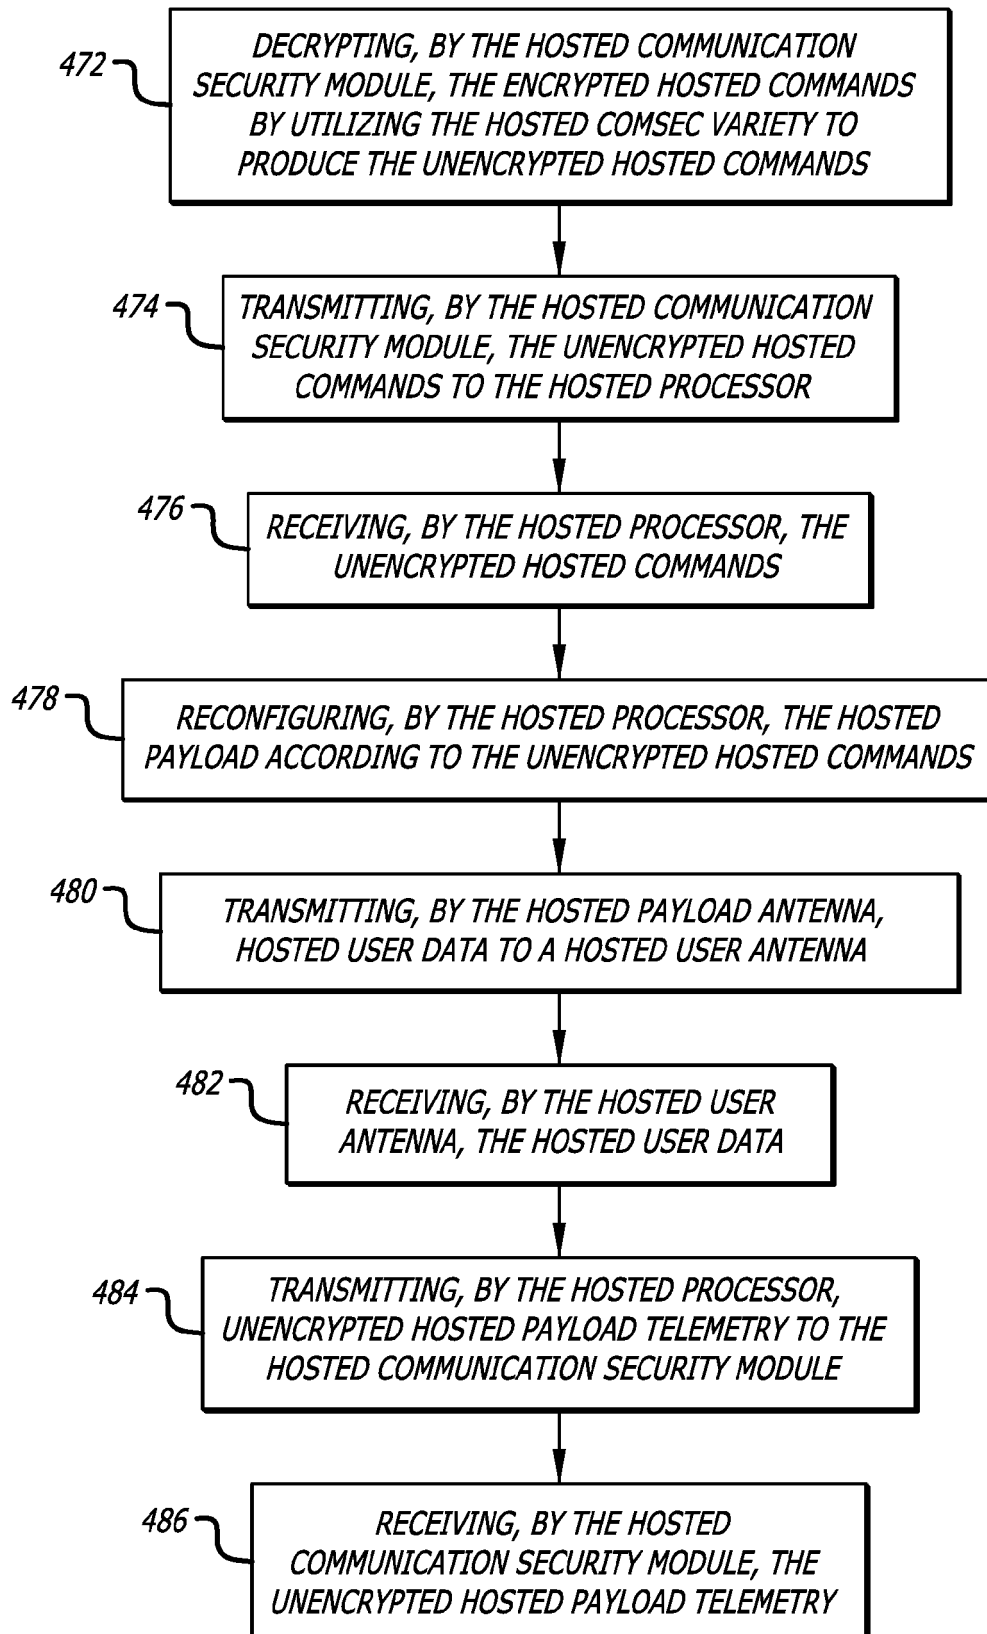 472
DECRYPTING, BY THE HOSTED COMMUNICATION
SECURITY MODULE, THE ENCRYPTED HOSTED COMMANDS
BY UTILIZING THE HOSTED COMSEC VARIETY TO
PRODUCE THE UNENCRYPTED HOSTED COMMANDS
474
TRANSMITTING, BY THE HOSTED COMMUNICATION
SECURITY MODULE, THE UNENCRYPTED HOSTED
COMMANDS TO THE HOSTED PROCESSOR
476
RECEIVING, BY THE HOSTED PROCESSOR, THE
UNENCRYPTED HOSTED COMMANDS
478
RECONFIGURING, BY THE HOSTED PROCESSOR, THE HOSTED
PAYLOAD ACCORDING TO THE UNENCRYPTED HOSTED COMMANDS
480
TRANSMITTING, BY THE HOSTED PAYLOAD ANTENNA,
HOSTED USER DATA TO A HOSTED USER ANTENNA
482
RECEIVING, BY THE HOSTED USER
ANTENNA, THE HOSTED USER DATA
484
TRANSMITTING, BY THE HOSTED PROCESSOR,
UNENCRYPTED HOSTED PAYLOAD TELEMETRY TO THE
HOSTED COMMUNICATION SECURITY MODULE
486
RECEIVING, BY THE HOSTED
COMMUNICATION SECURITY MODULE, THE
UNENCRYPTED HOSTED PAYLOAD TELEMETRY